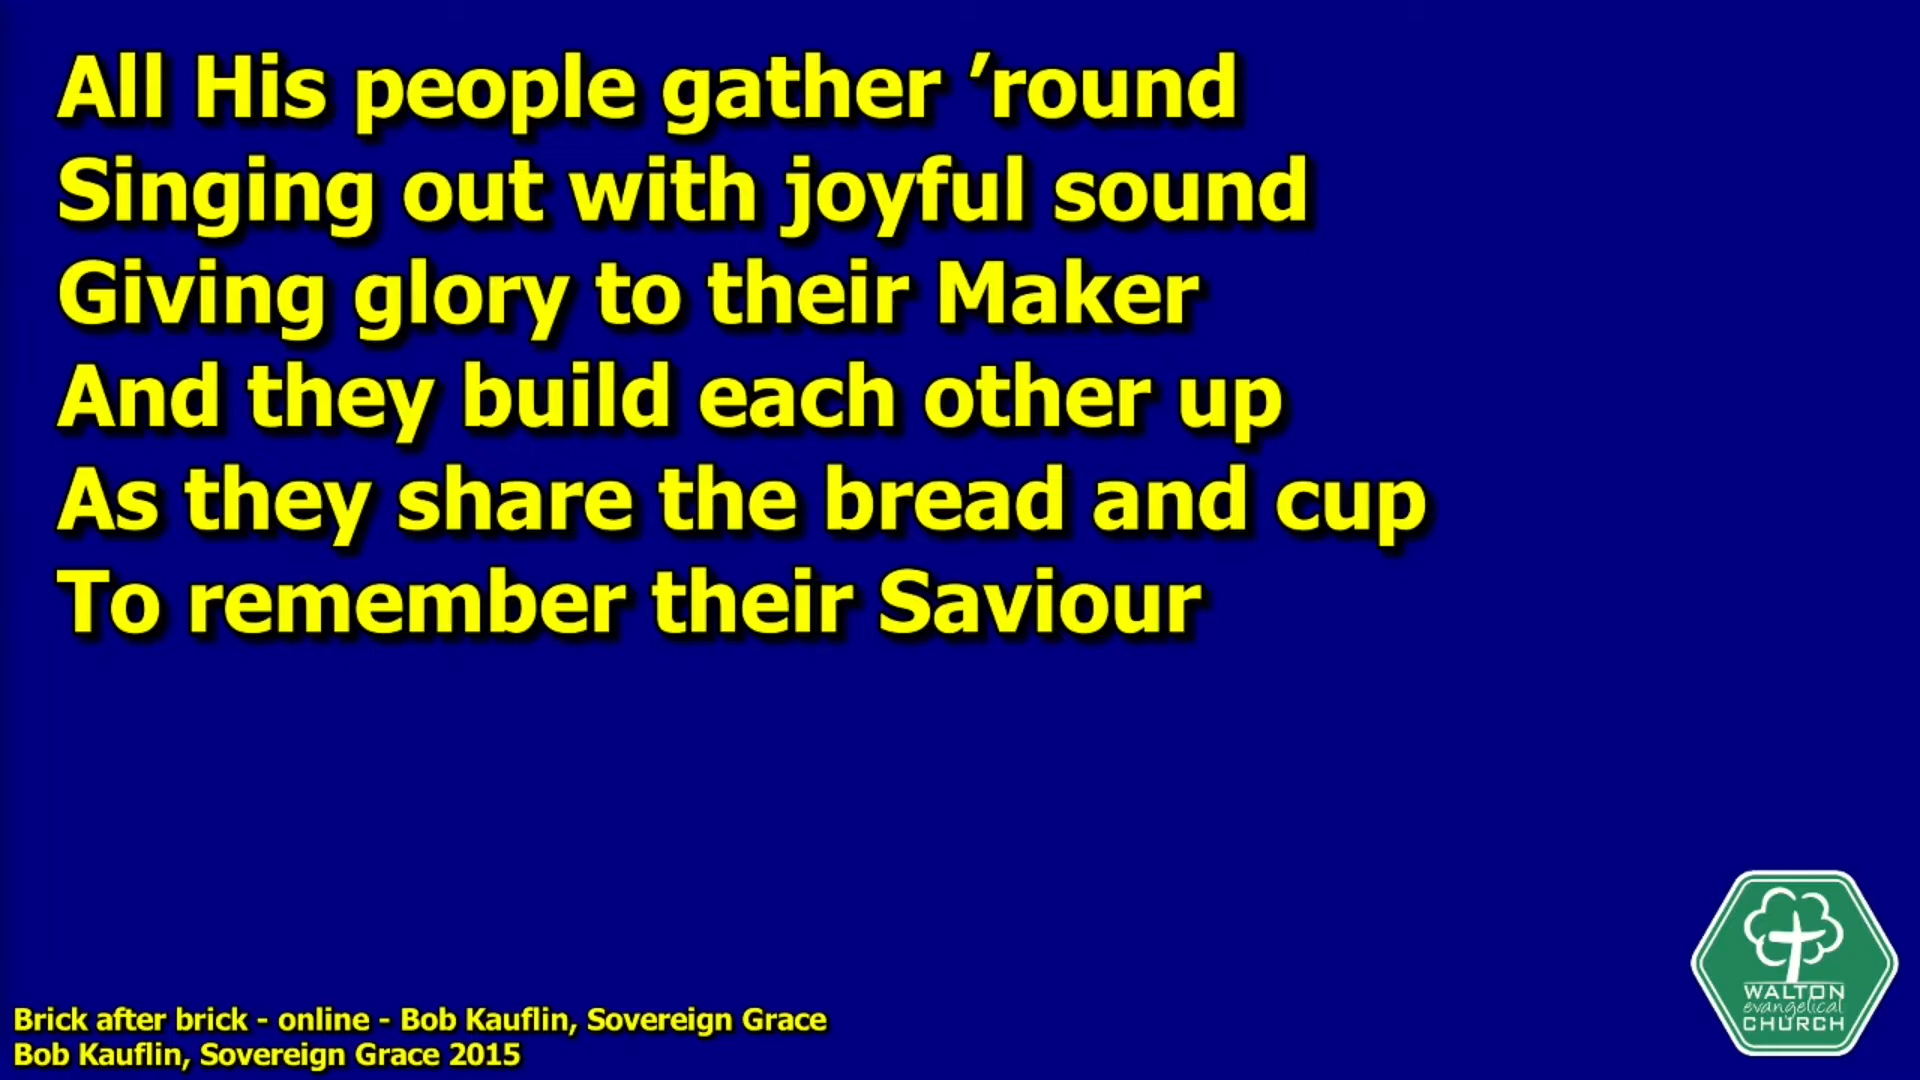 All His people gather ’round
Singing out with joyful sound
Giving glory to their Maker
And they build each other up
As they share the bread and cup
To remember their Saviour
Brick after brick - online - Bob Kauflin, Sovereign Grace
Bob Kauflin, Sovereign Grace 2015
WALTON
evangelical
CHURCH